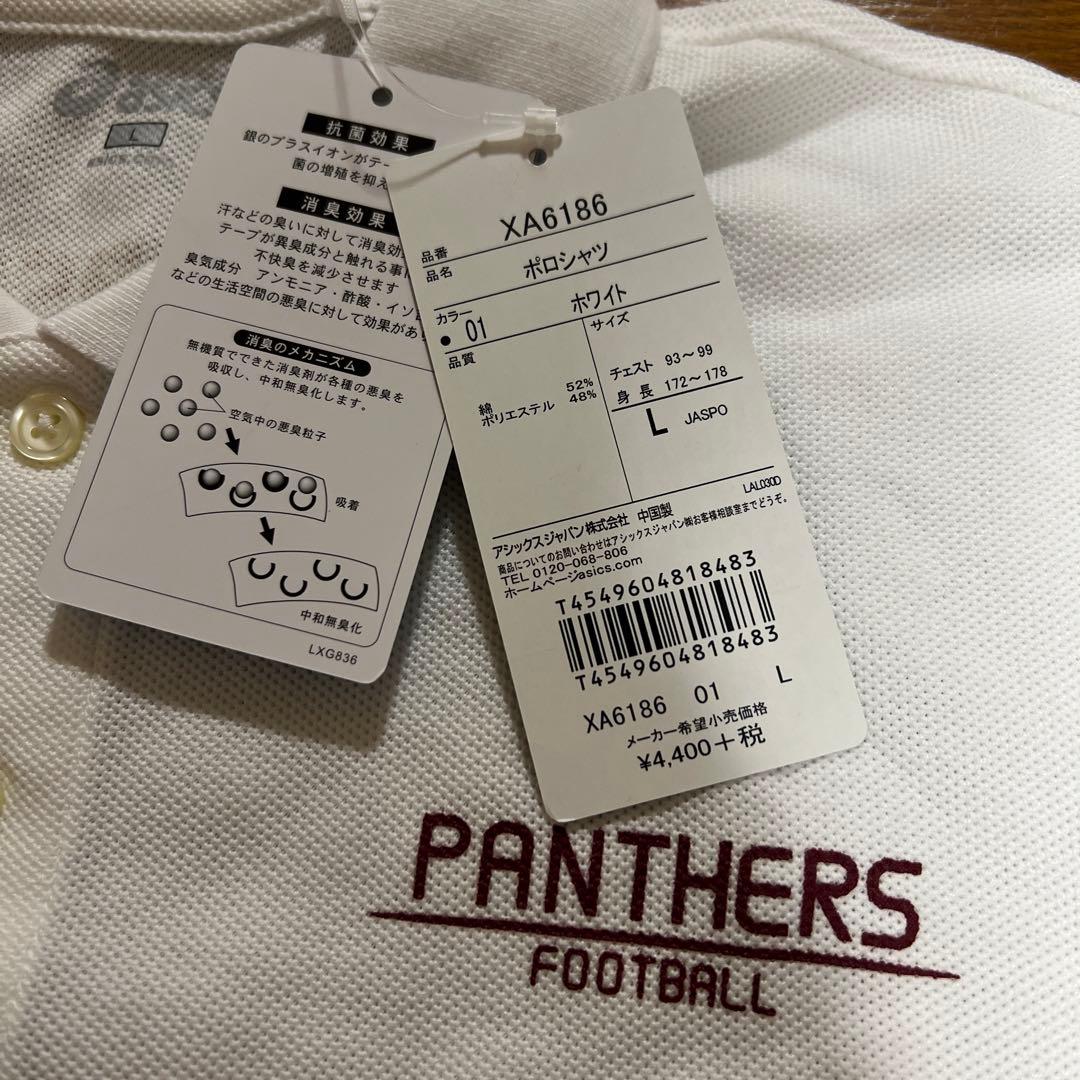 L
抗菌効果
銀のプラスイオンがテー
菌の増殖を抑え
消臭効果
汗などの臭いに対して消臭効
テープが異臭成分と触れる事に
不快臭を減少させます
臭気成分 アンモニア・酢酸・イソ
などの生活空間の悪臭に対して効果があ
消臭のメカニズム
無機質でできた消臭剤が各種の悪臭を
吸収し、中和無臭化します。
空気中の悪臭粒子
吸着
中和無臭化
LXG836
品番 XA6186
品名 ポロシャツ
カラー ホワイト
● 01
品質
綿 52%
ポリエステル 48%
サイズ
チェスト 93～99
身長 172～178
L JASPO
LAL030D
アシックスジャパン株式会社 中国製
商品についてのお問い合わせはアシックスジャパン㈱お客様相談室までどうぞ。
TEL 0120-068-806
ホームページasics.com
T4549604818483
T4549604818483
XA6186 01 L
メーカー希望小売価格
¥4,400+税
PANTHERS
FOOTBALL